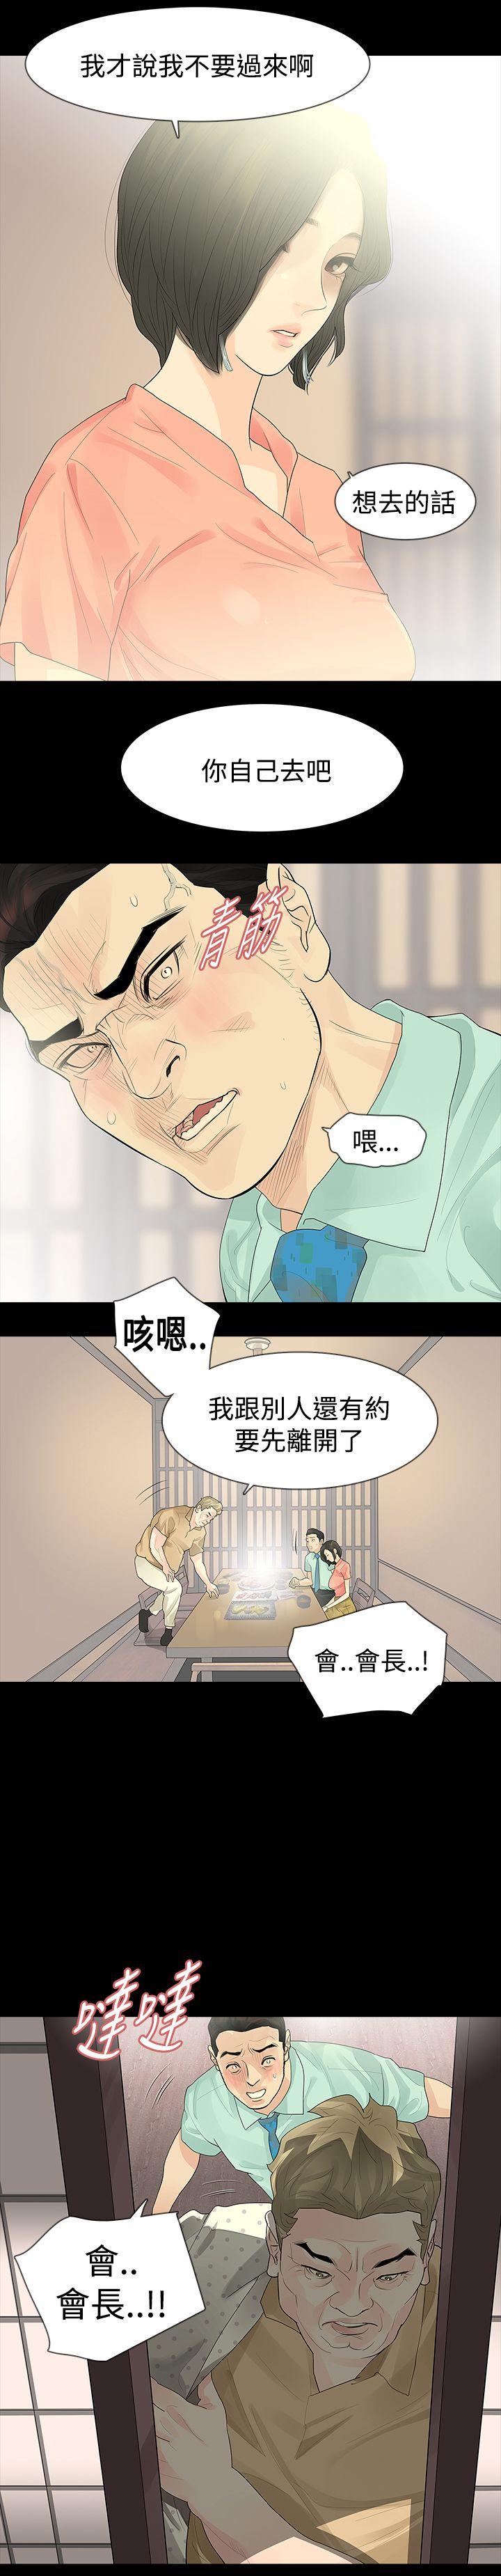 我才說我不要過來啊
想去的話
你自己去吧
青筋
喂...
咳嗯..
我跟別人還有約
要先離開了
會..會長..!
噠噠
會..
會長..!!